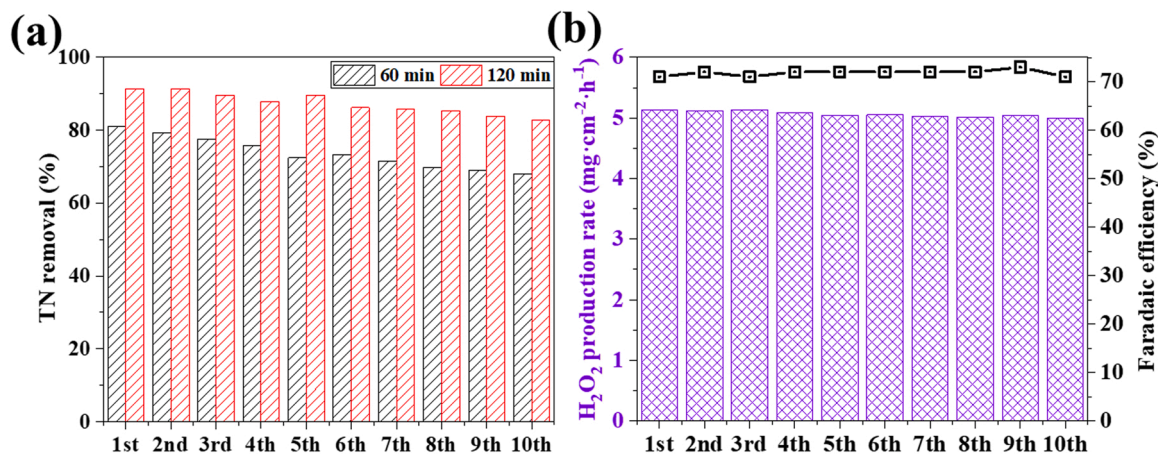 (a)
TN removal (%)
100
80
60
40
20
0
60 min 120 min
1st 2nd 3rd 4th 5th 6th 7th 8th 9th 10th
(b)
H₂O₂ production rate (mg·cm⁻²·h⁻¹)
6
5
4
3
2
1
0
1st 2nd 3rd 4th 5th 6th 7th 8th 9th 10th
70
60
50
40
30
20
10
0
Faradaic efficiency (%)